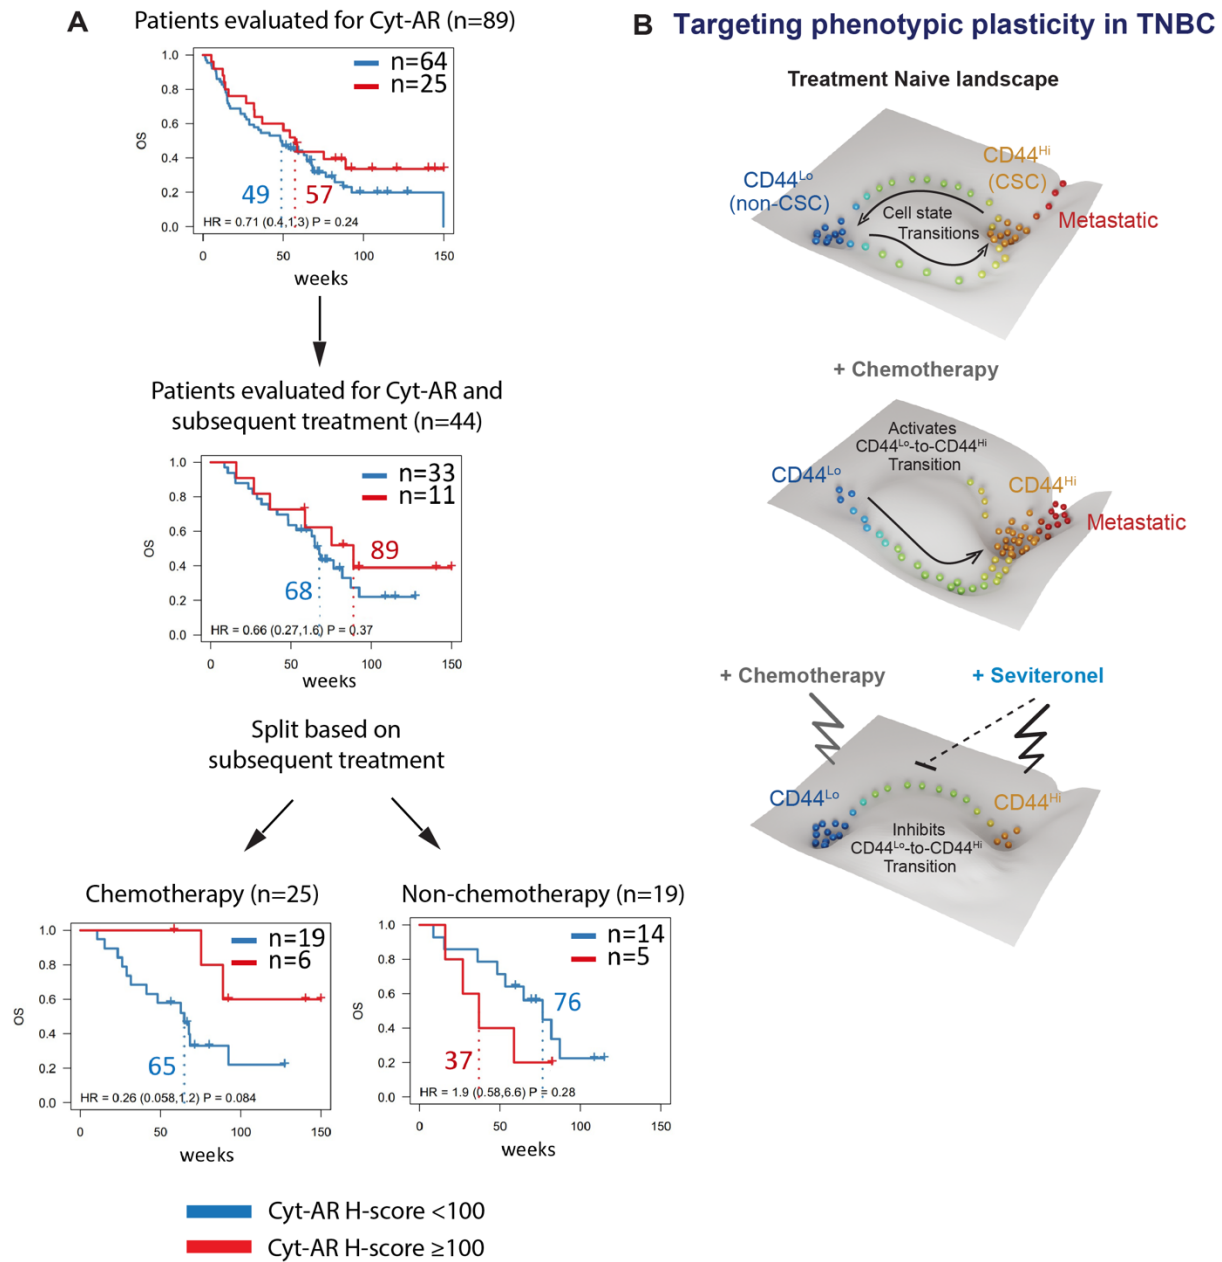 A
Patients evaluated for Cyt-AR (n=89)
1.0
0.8
0.6
0.4
0.2
0.0
OS
n=64
n=25
49
57
HR = 0.71 (0.4,1.3) P = 0.24
0
50
100
150
weeks
Patients evaluated for Cyt-AR and
subsequent treatment (n=44)
1.0
0.8
0.6
0.4
0.2
0.0
OS
n=33
n=11
89
68
HR = 0.66 (0.27,1.6) P = 0.37
0
50
100
150
weeks
Split based on
subsequent treatment
Chemotherapy (n=25)
1.0
0.8
0.6
0.4
0.2
0.0
OS
n=19
n=6
65
HR = 0.26 (0.058,1.2) P = 0.084
0
50
100
150
weeks
Non-chemotherapy (n=19)
1.0
0.8
0.6
0.4
0.2
0.0
OS
n=14
n=5
76
37
HR = 1.9 (0.58,6.6) P = 0.28
0
50
100
150
weeks
Cyt-AR H-score <100
Cyt-AR H-score ≥100
B
Targeting phenotypic plasticity in TNBC
Treatment Naive landscape
CD44Lo
(non-CSC)
CD44Hi
(CSC)
Metastatic
Cell state
Transitions
+ Chemotherapy
Activates
CD44Lo-to-CD44Hi
Transition
CD44Lo
CD44Hi
Metastatic
+ Chemotherapy
+ Seviteronel
CD44Lo
CD44Hi
Inhibits
CD44Lo-to-CD44Hi
Transition